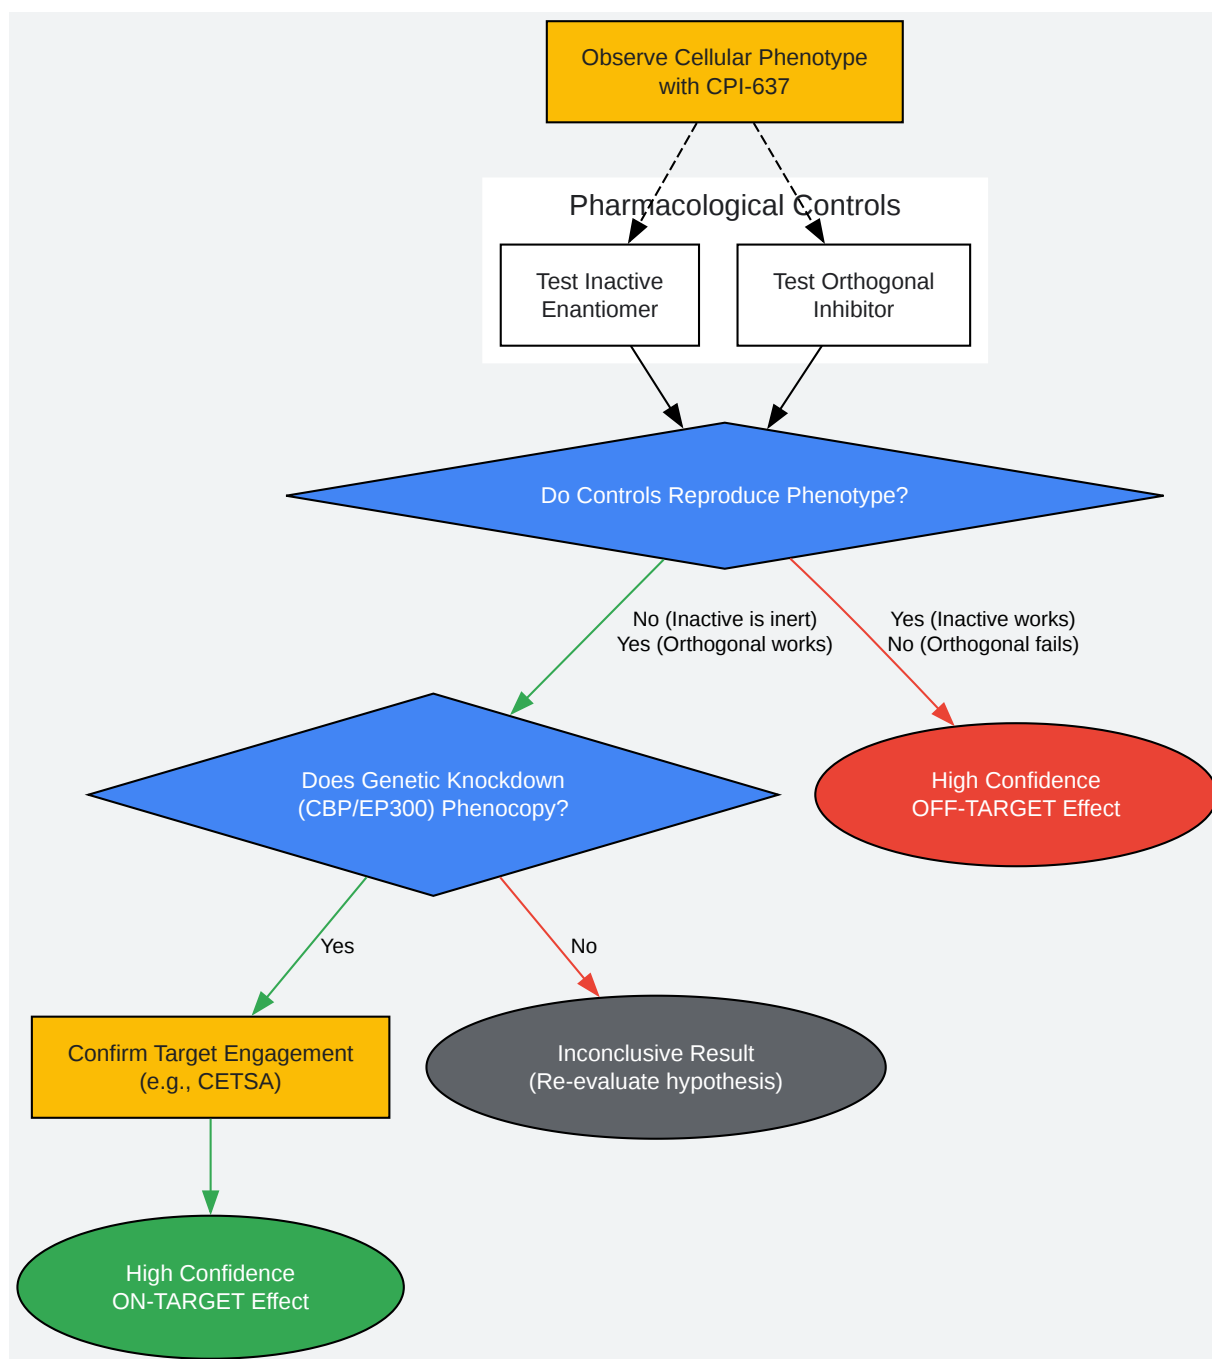 Observe Cellular Phenotype
with CPI-637
Pharmacological Controls
Test Inactive
Enantiomer
Test Orthogonal
Inhibitor
Do Controls Reproduce Phenotype?
No (Inactive is inert)
Yes (Orthogonal works)
Yes (Inactive works)
No (Orthogonal fails)
Does Genetic Knockdown
(CBP/EP300) Phenocopy?
High Confidence
OFF-TARGET Effect
Yes
No
Confirm Target Engagement
(e.g., CETSA)
Inconclusive Result
(Re-evaluate hypothesis)
High Confidence
ON-TARGET Effect